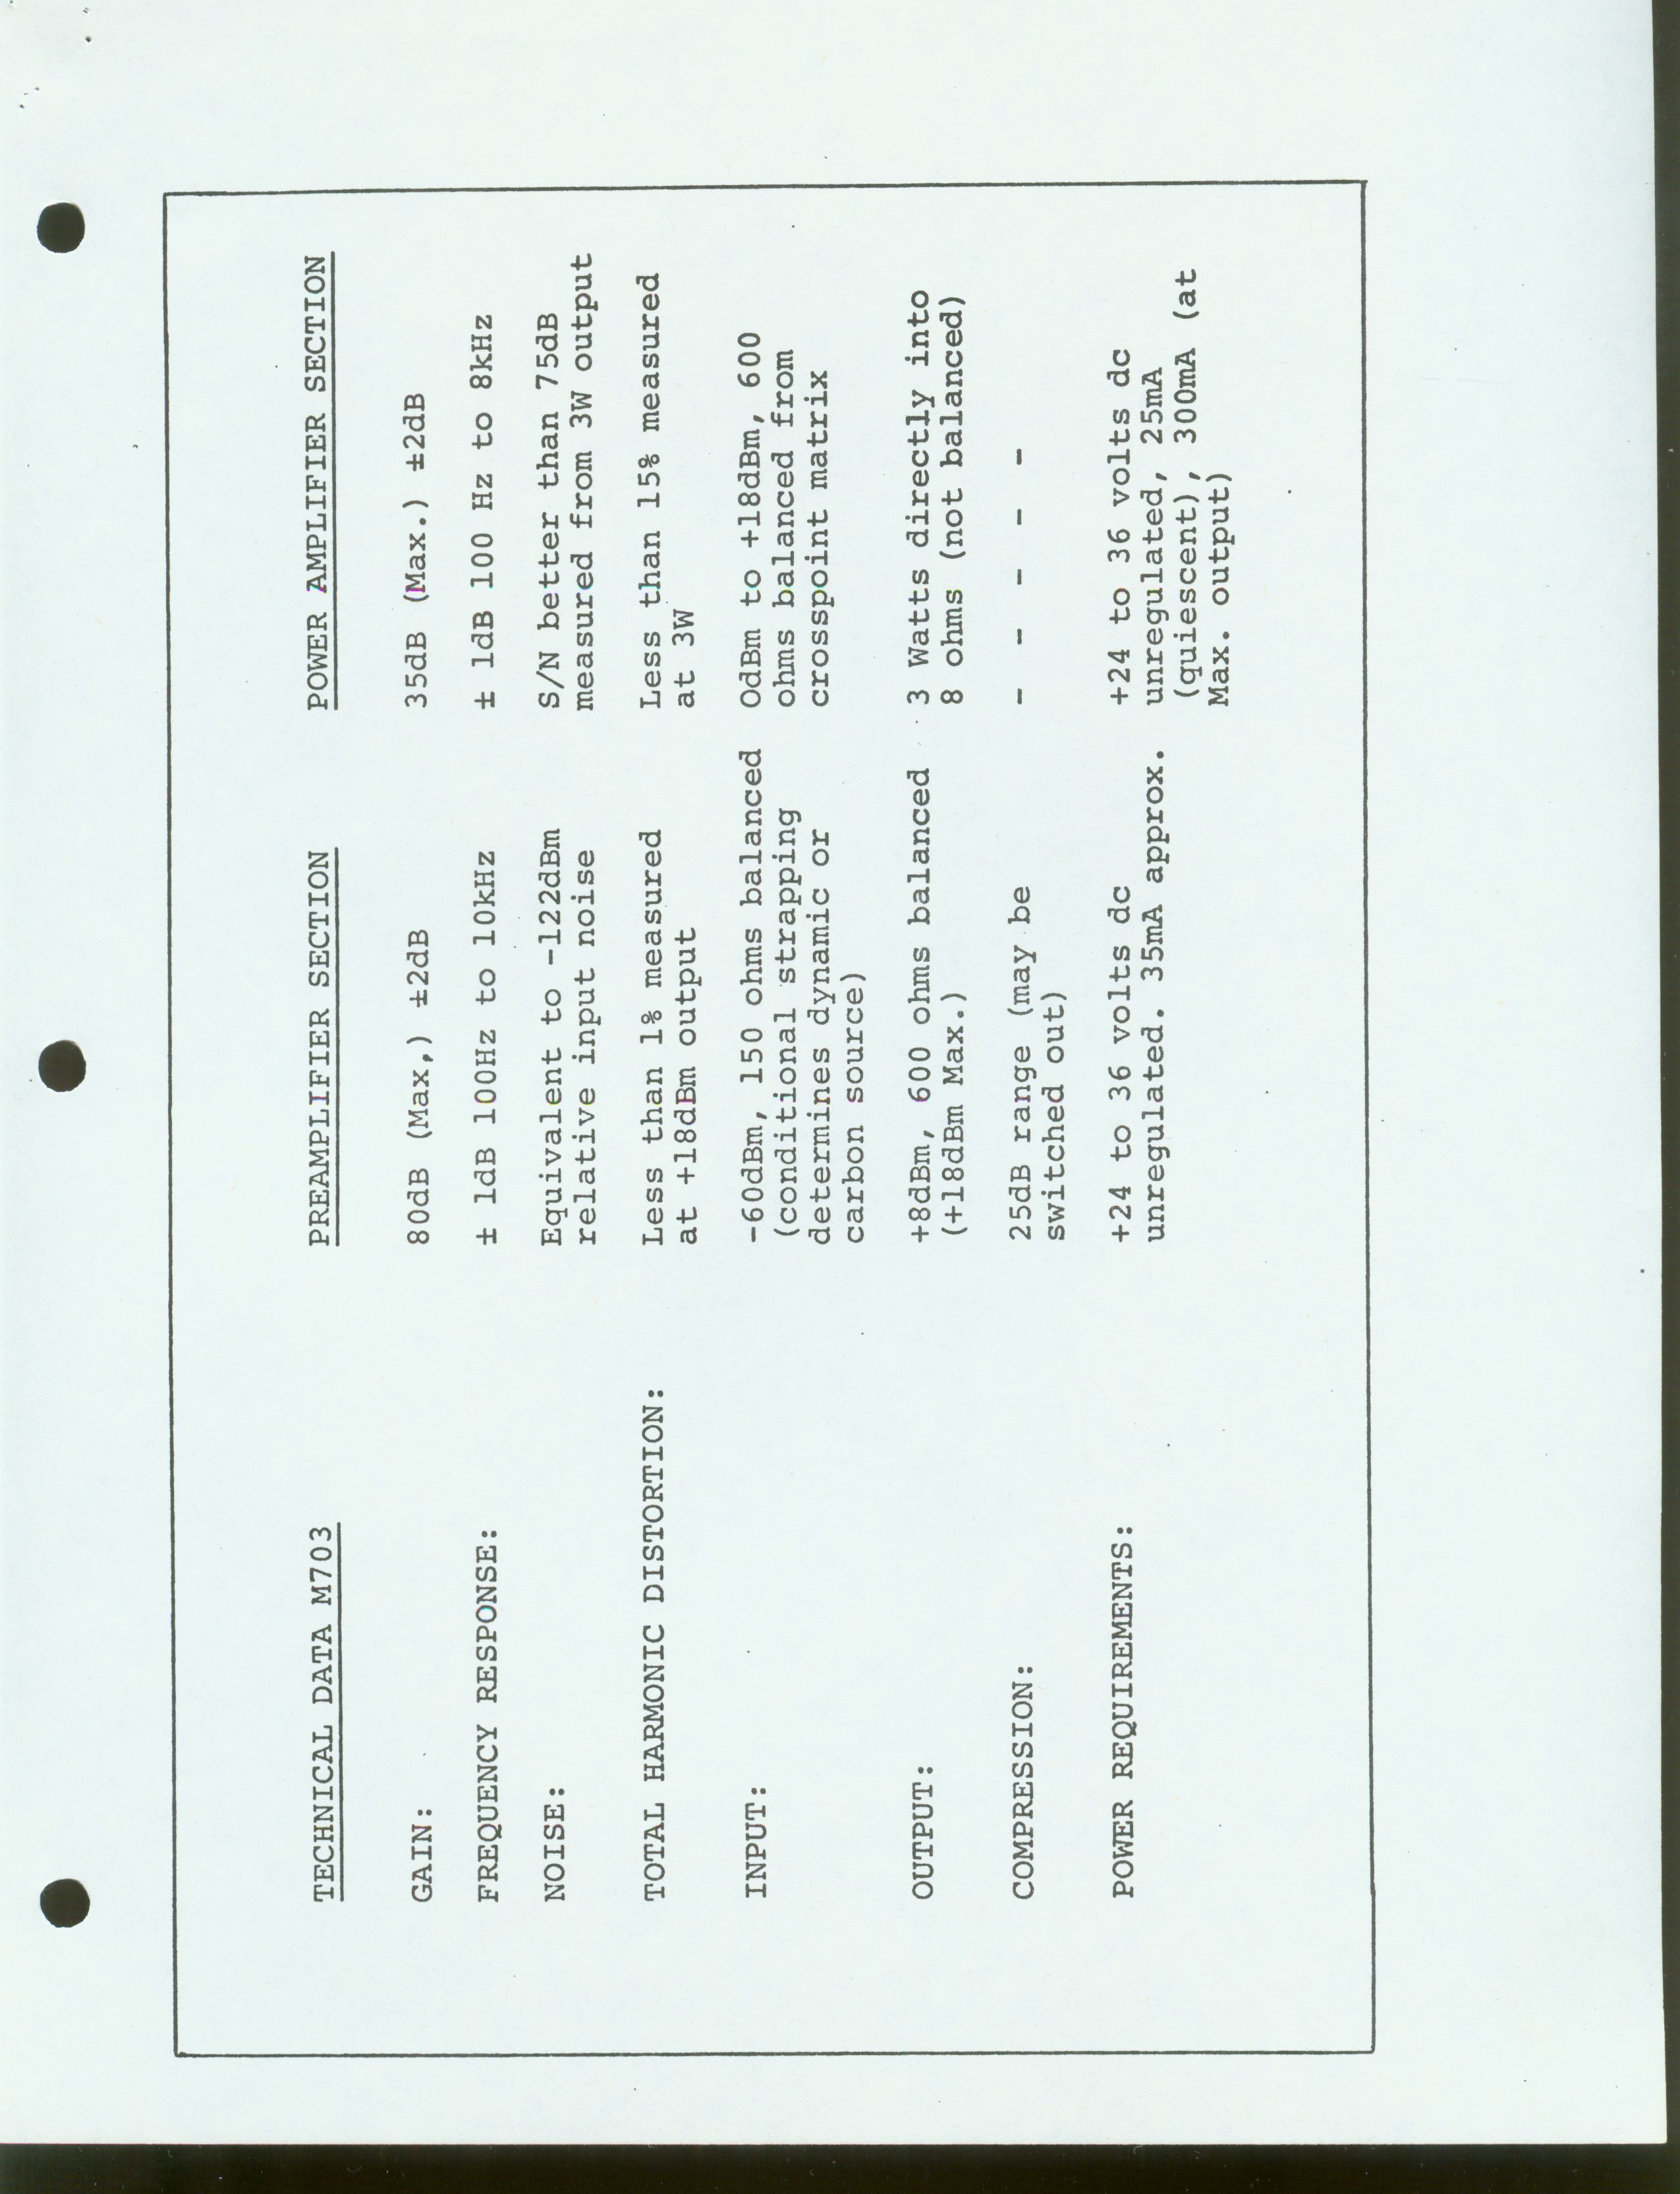 TECHNICAL DATA M703 PREAMPLIFIER SECTION POWER AMPLIFIER SECTION
GAIN: 80dB (Max,) ±2dB 35dB (Max.) ±2dB
FREQUENCY RESPONSE: ± 1dB 100Hz to 10kHz ± 1dB 100 Hz to 8kHz
NOISE: Equivalent to -122dBm S/N better than 75dB
relative input noise measured from 3W output
TOTAL HARMONIC DISTORTION: Less than 1% measured Less than 15% measured
at +18dBm output at 3W
INPUT: -60dBm, 150 ohms balanced OdBm to +18dBm, 600
(conditional strapping ohms balanced from
determines dynamic or crosspoint matrix
carbon source)
OUTPUT: +8dBm, 600 ohms balanced 3 Watts directly into
(+18dBm Max.) 8 ohms (not balanced)
COMPRESSION: 25dB range (may be - - - - -
switched out)
POWER REQUIREMENTS: +24 to 36 volts dc +24 to 36 volts dc
unregulated. 35mA approx. unregulated, 25mA
(quiescent), 300mA (at
Max. output)